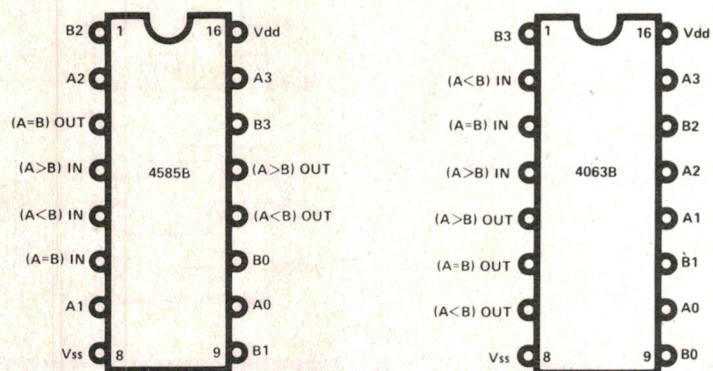 B2 1 16 Vdd
A2 A3
(A=B) OUT B3
(A>B) IN 4585B (A>B) OUT
(A<B) IN (A<B) OUT
(A=B) IN B0
A1 A0
Vss 8 9 B1
B3 1 16 Vdd
(A<B) IN A3
(A=B) IN B2
(A>B) IN 4063B A2
(A>B) OUT A1
(A=B) OUT B1
(A<B) OUT A0
Vss 8 9 B0